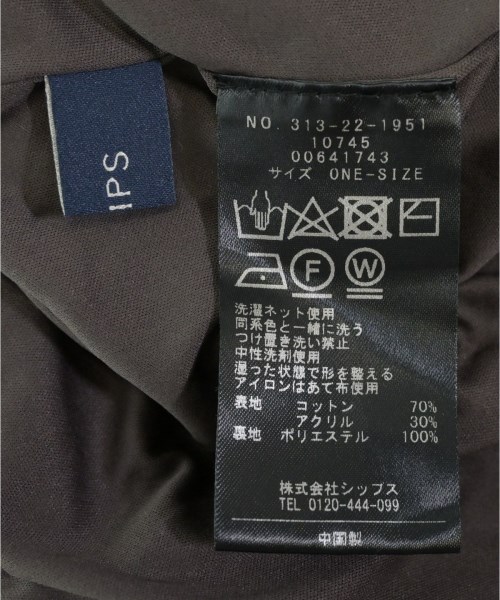 IPS
NO. 313-22-1951
10745
00641743
サイズ ONE-SIZE
F
W
洗濯ネット使用
同系色と一緒に洗う
つけ置き洗い禁止
中性洗剤使用
湿った状態で形を整える
アイロンはあて布使用
表地 コットン 70%
アクリル 30%
裏地 ポリエステル 100%
株式会社シップス
TEL 0120-444-099
中国製